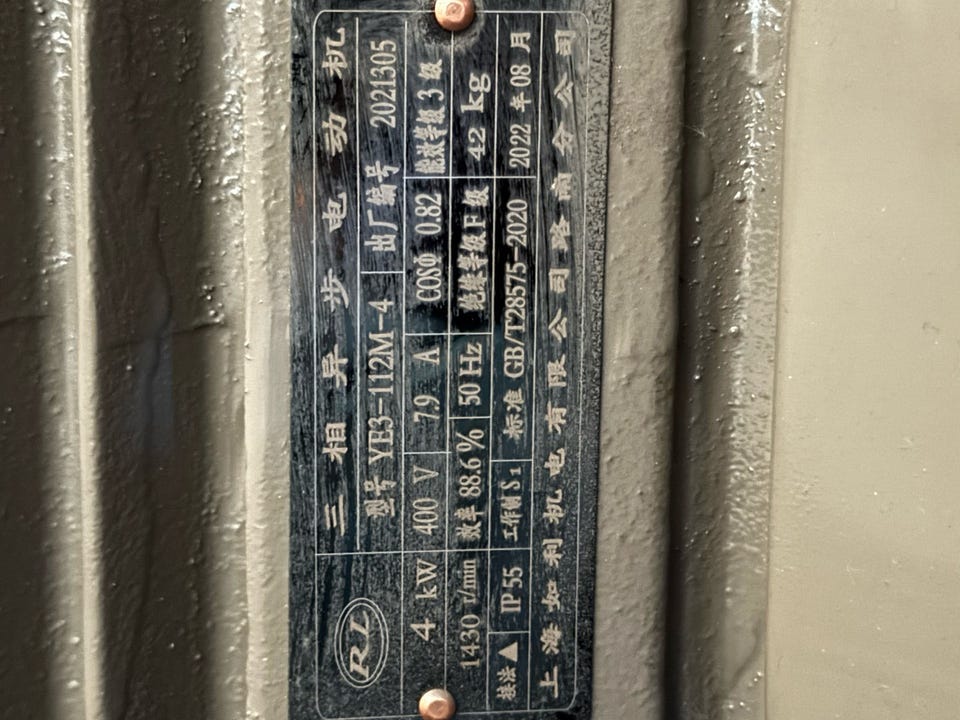 RL
三相异步电动机
型号 YE3-112M-4 出厂编号 2021305
4 kW 400 V 7.9 A COSΦ 0.82 能效等级 3 级
1430 r/min 效率 88.6 % 50 Hz 绝缘等级 F 级 42 kg
接法 ▲ IP 55 工作制 S1 标准 GB/T28575-2020 2022 年 08 月
上海如利机电有限公司路南分公司